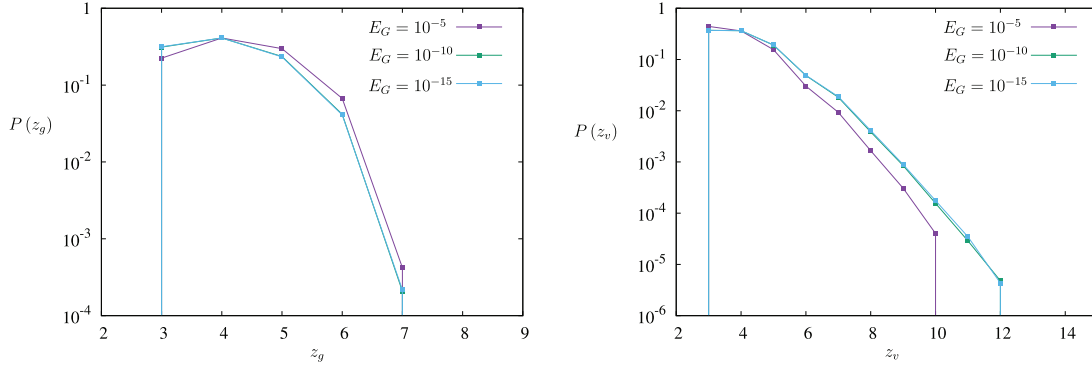 1
10^{-1}
10^{-2}
10^{-3}
10^{-4}
P (z_g)
E_G = 10^{-5}
E_G = 10^{-10}
E_G = 10^{-15}
2 3 4 5 6 7 8 9
z_g
1
10^{-1}
10^{-2}
10^{-3}
10^{-4}
10^{-5}
10^{-6}
P (z_v)
E_G = 10^{-5}
E_G = 10^{-10}
E_G = 10^{-15}
2 4 6 8 10 12 14
z_v